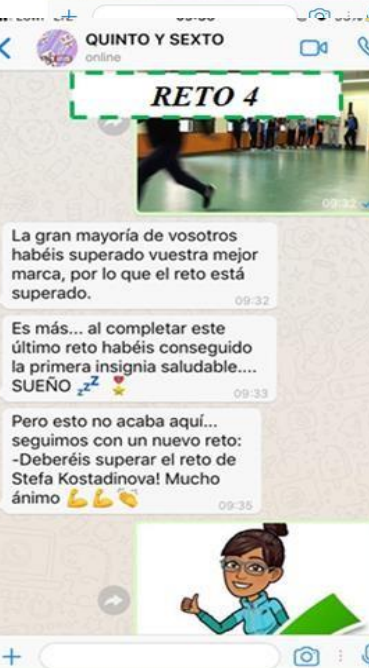 QUINTO Y SEXTO
online
RETO 4
09:32
La gran mayoría de vosotros
habéis superado vuestra mejor
marca, por lo que el reto está
superado.
09:32
Es más... al completar este
último reto habéis conseguido
la primera insignia saludable....
SUEÑO 💤 🎖️
09:33
Pero esto no acaba aquí...
seguimos con un nuevo reto:
-Deberéis superar el reto de
Stefa Kostadinova! Mucho
ánimo 💪💪👏
09:35